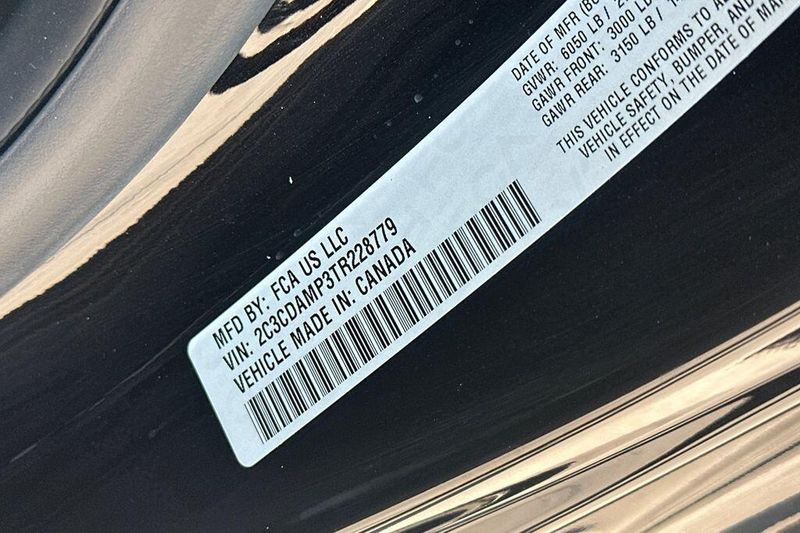 MFD BY: FCA US LLC
VIN: 2C3CDAMP3TR228779
VEHICLE MADE IN: CANADA
DATE OF MFR
GVWR: 6050 LB /
GAWR FRONT: 3000
GAWR REAR: 3150 LB /
THIS VEHICLE CONFORMS TO
VEHICLE SAFETY, BUMPER, AND
IN EFFECT ON THE DATE OF